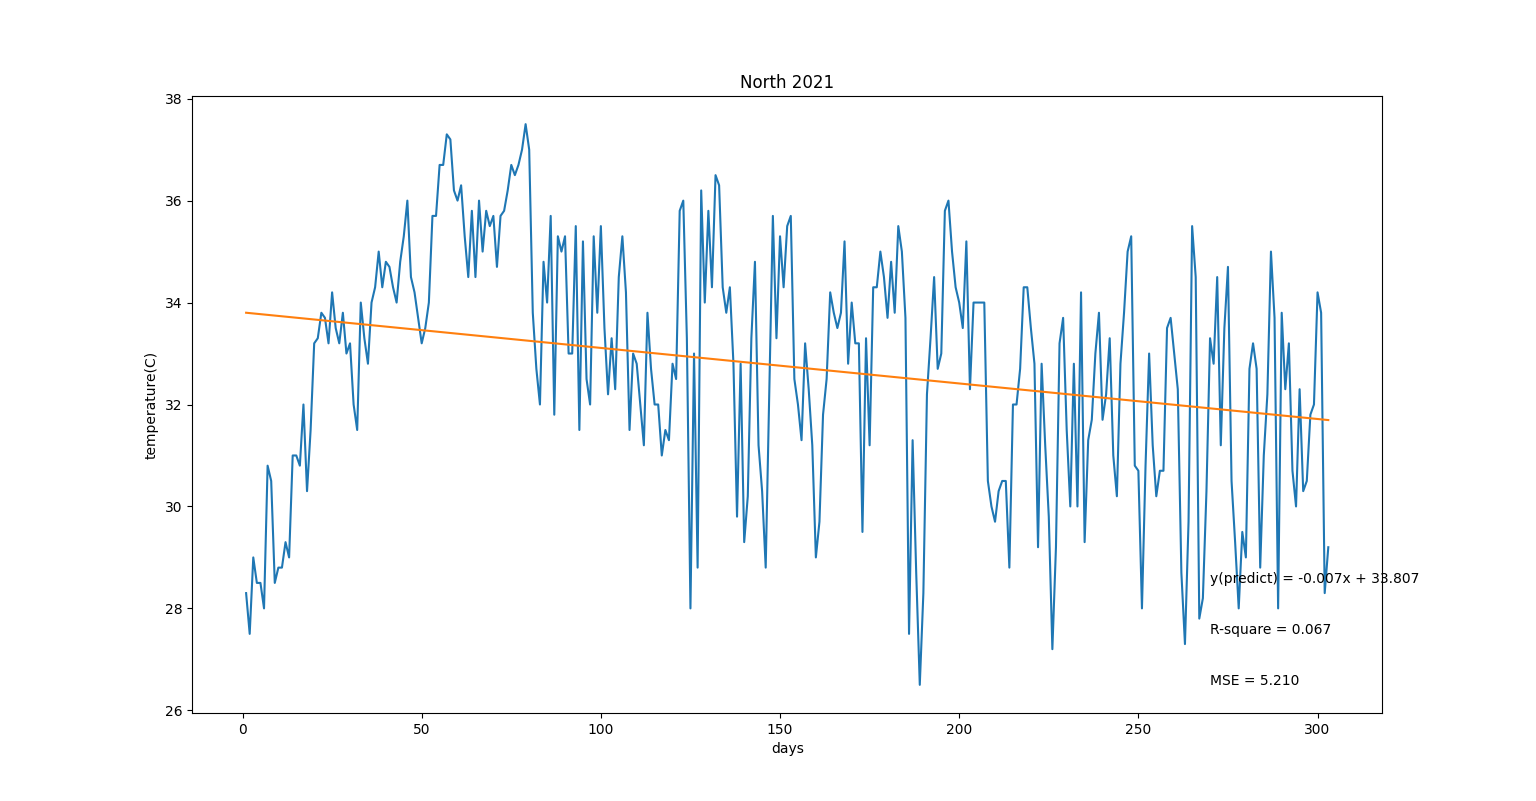 North 2021
38
36
34
32
30
28
26
temperature(C)
y(predict) = -0.007x + 33.807
R-square = 0.067
MSE = 5.210
0 50 100 150 200 250 300
days